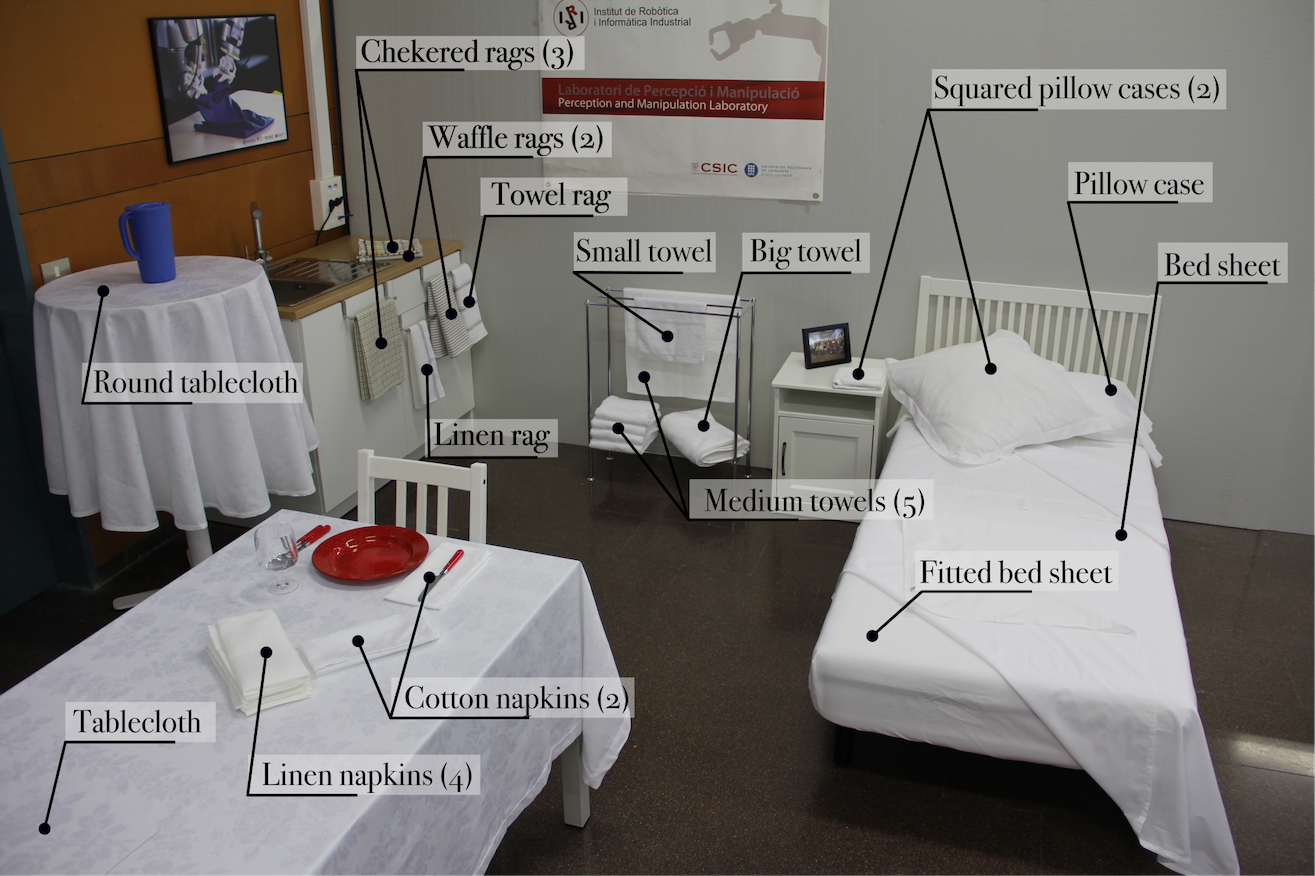 IRI
Institut de Robòtica
i Informàtica Industrial
Chekered rags (3)
Laboratori de Percepció i Manipulació
Perception and Manipulation Laboratory
Squared pillow cases (2)
Waffle rags (2)
CSIC
Pillow case
Towel rag
Small towel
Big towel
Bed sheet
Round tablecloth
Linen rag
Medium towels (5)
Fitted bed sheet
Cotton napkins (2)
Tablecloth
Linen napkins (4)